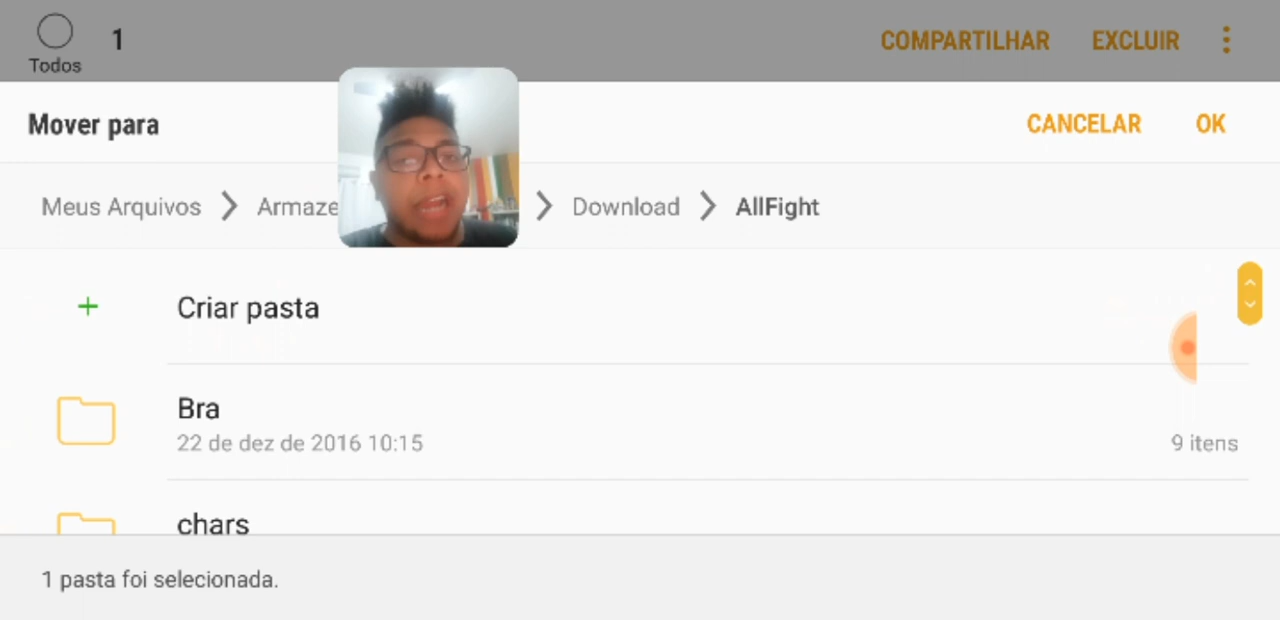 1
Todos
COMPARTILHAR EXCLUIR
Mover para
CANCELAR OK
Meus Arquivos Download AllFight
Criar pasta
Bra
22 de dez de 2016 10:15
9 itens
chars
1 pasta foi selecionada.